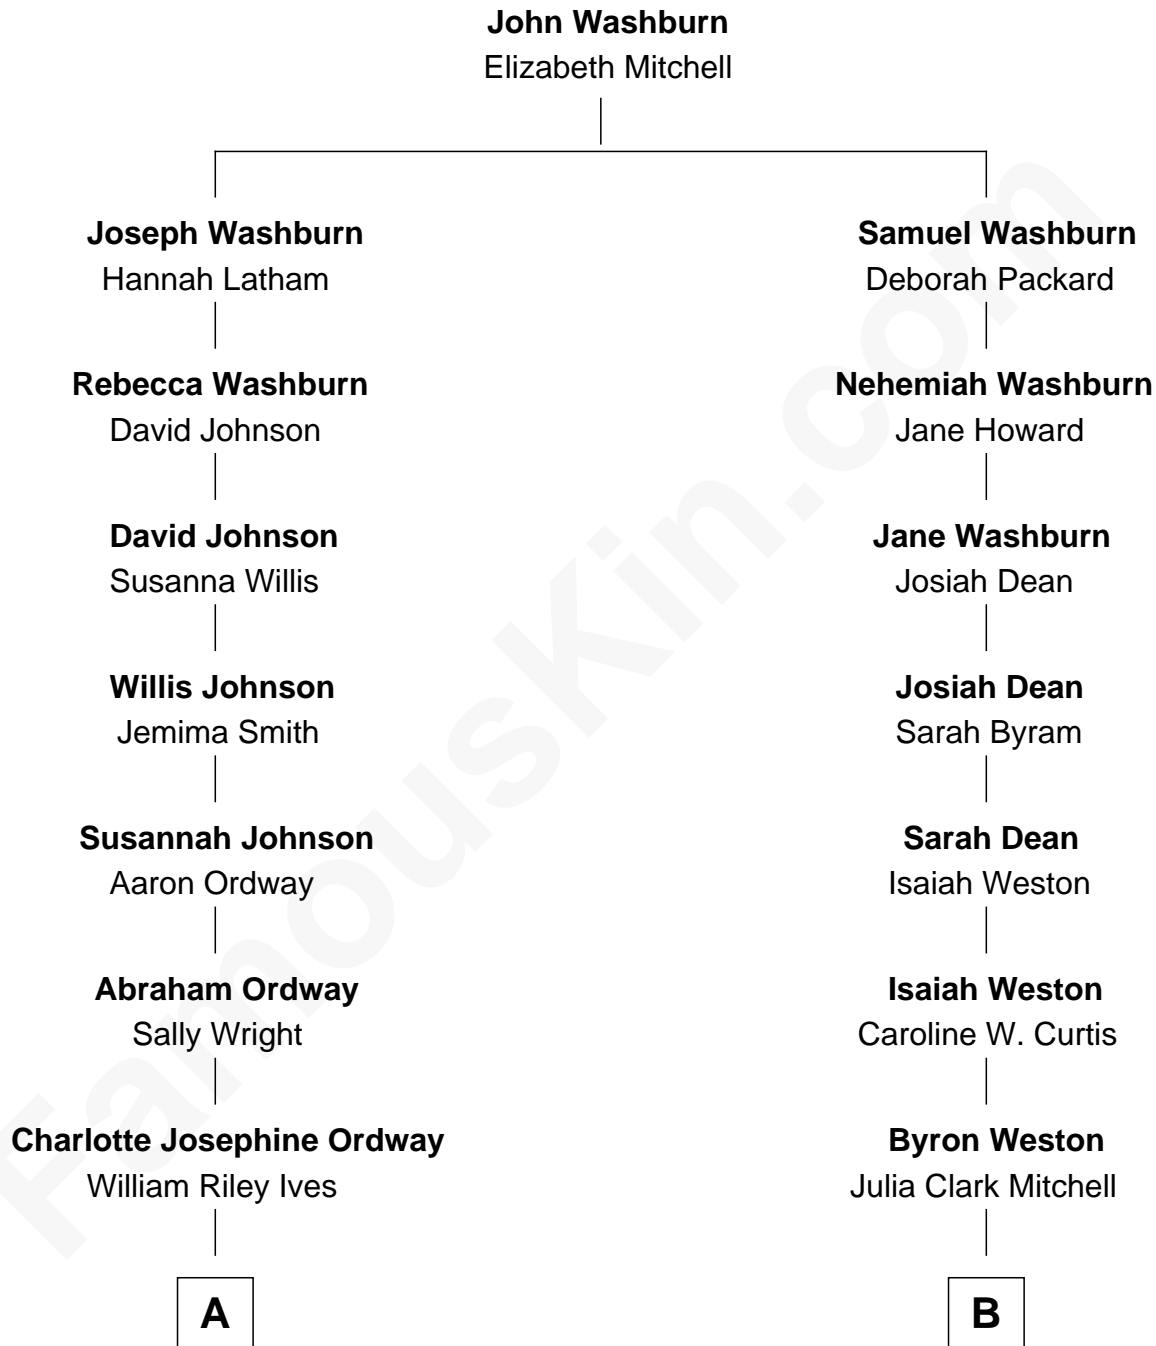 John Washburn
Elizabeth Mitchell
Joseph Washburn
Hannah Latham
Samuel Washburn
Deborah Packard
Rebecca Washburn
David Johnson
Nehemiah Washburn
Jane Howard
David Johnson
Susanna Willis
Jane Washburn
Josiah Dean
Willis Johnson
Jemima Smith
Josiah Dean
Sarah Byram
Susannah Johnson
Aaron Ordway
Sarah Dean
Isaiah Weston
Abraham Ordway
Sally Wright
Isaiah Weston
Caroline W. Curtis
Charlotte Josephine Ordway
William Riley Ives
Byron Weston
Julia Clark Mitchell
A
B
FamousKin.com